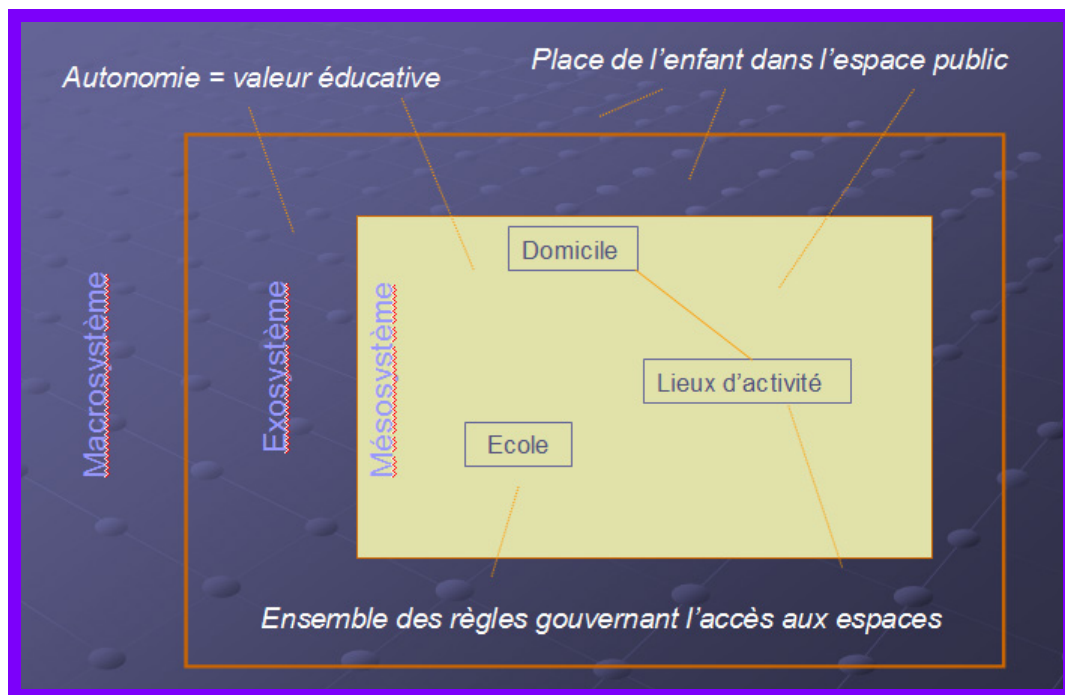 Autonomie = valeur éducative
Place de l’enfant dans l’espace public
Macrosystème
Exosystème
Mésosystème
Domicile
Lieux d’activité
Ecole
Ensemble des règles gouvernant l’accès aux espaces